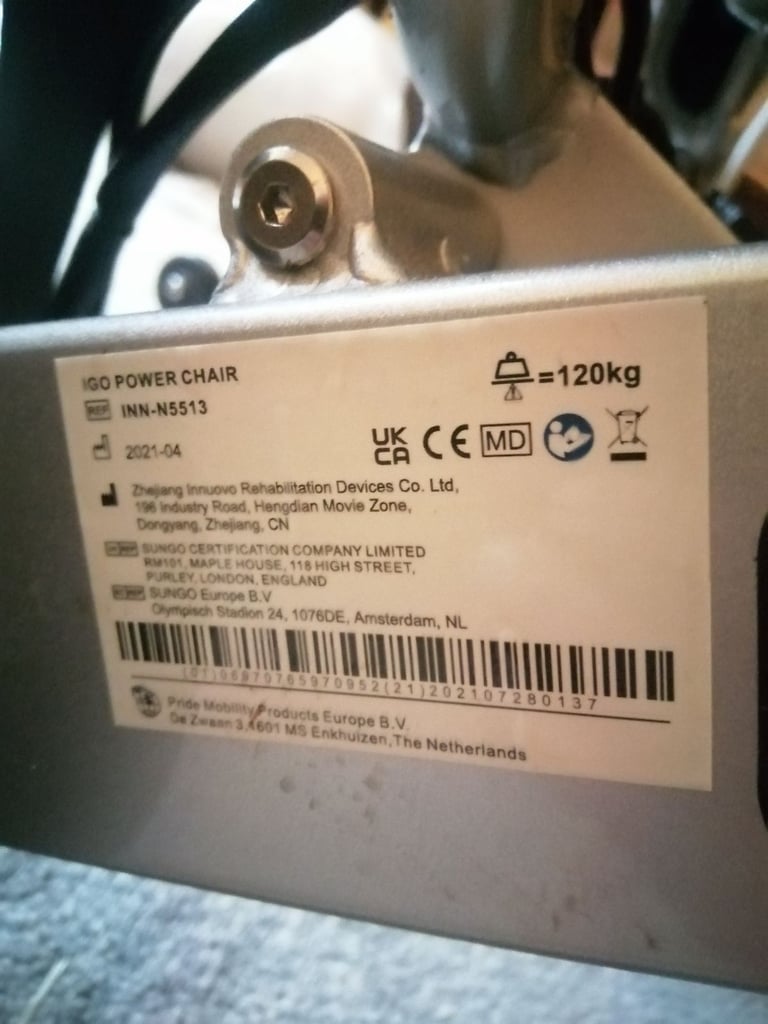 IGO POWER CHAIR
=120kg
REF INN-N5513
2021-04
UK CA CE MD
Zhejiang Innuovo Rehabilitation Devices Co. Ltd,
196 Industry Road, Hengdian Movie Zone,
Dongyang, Zhejiang, CN
SUNGO CERTIFICATION COMPANY LIMITED
RM101, MAPLE HOUSE, 118 HIGH STREET,
PURLEY, LONDON, ENGLAND
SUNGO Europe B.V
Olympisch Stadion 24, 1076DE, Amsterdam, NL
(01)06970765970952(21)202107280137
Pride Mobility Products Europe B.V.
De Zwaan 3,1601 MS Enkhuizen,The Netherlands